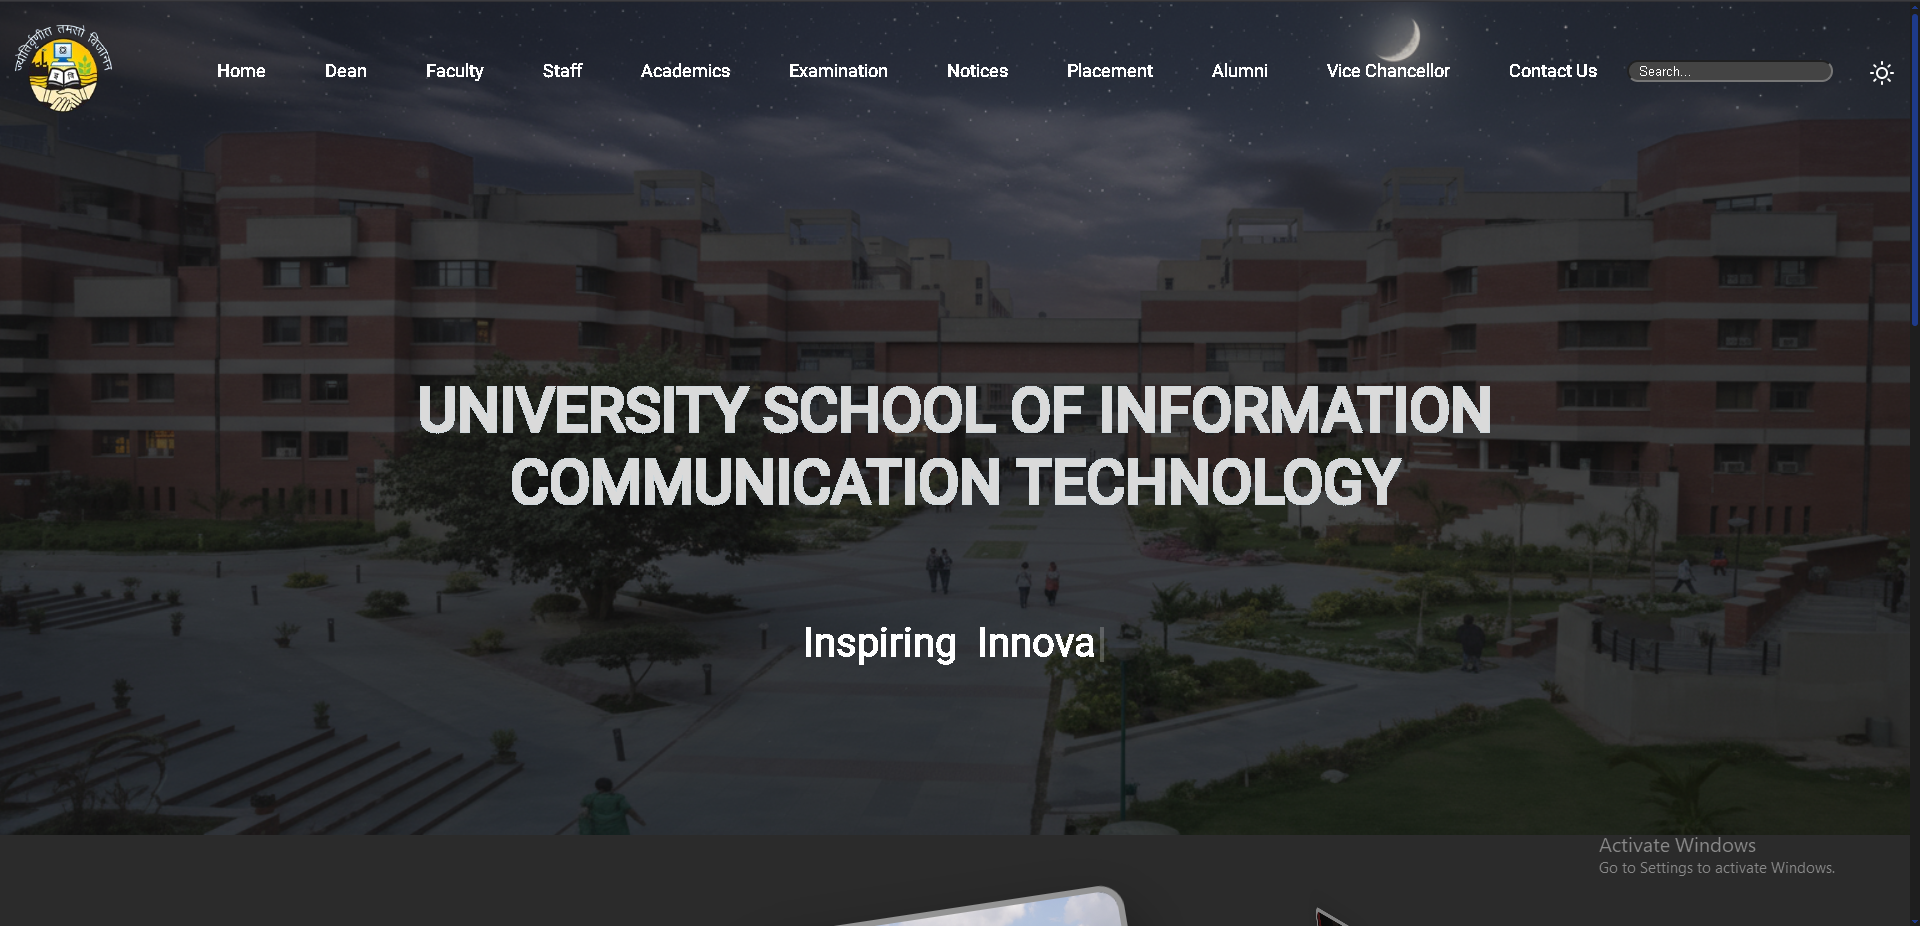 ज्योतिर्वृणीत तमसो विजानन
Home Dean Faculty Staff Academics Examination Notices Placement Alumni Vice Chancellor Contact Us Search...
UNIVERSITY SCHOOL OF INFORMATION
COMMUNICATION TECHNOLOGY
Inspiring Innova
Activate Windows
Go to Settings to activate Windows.